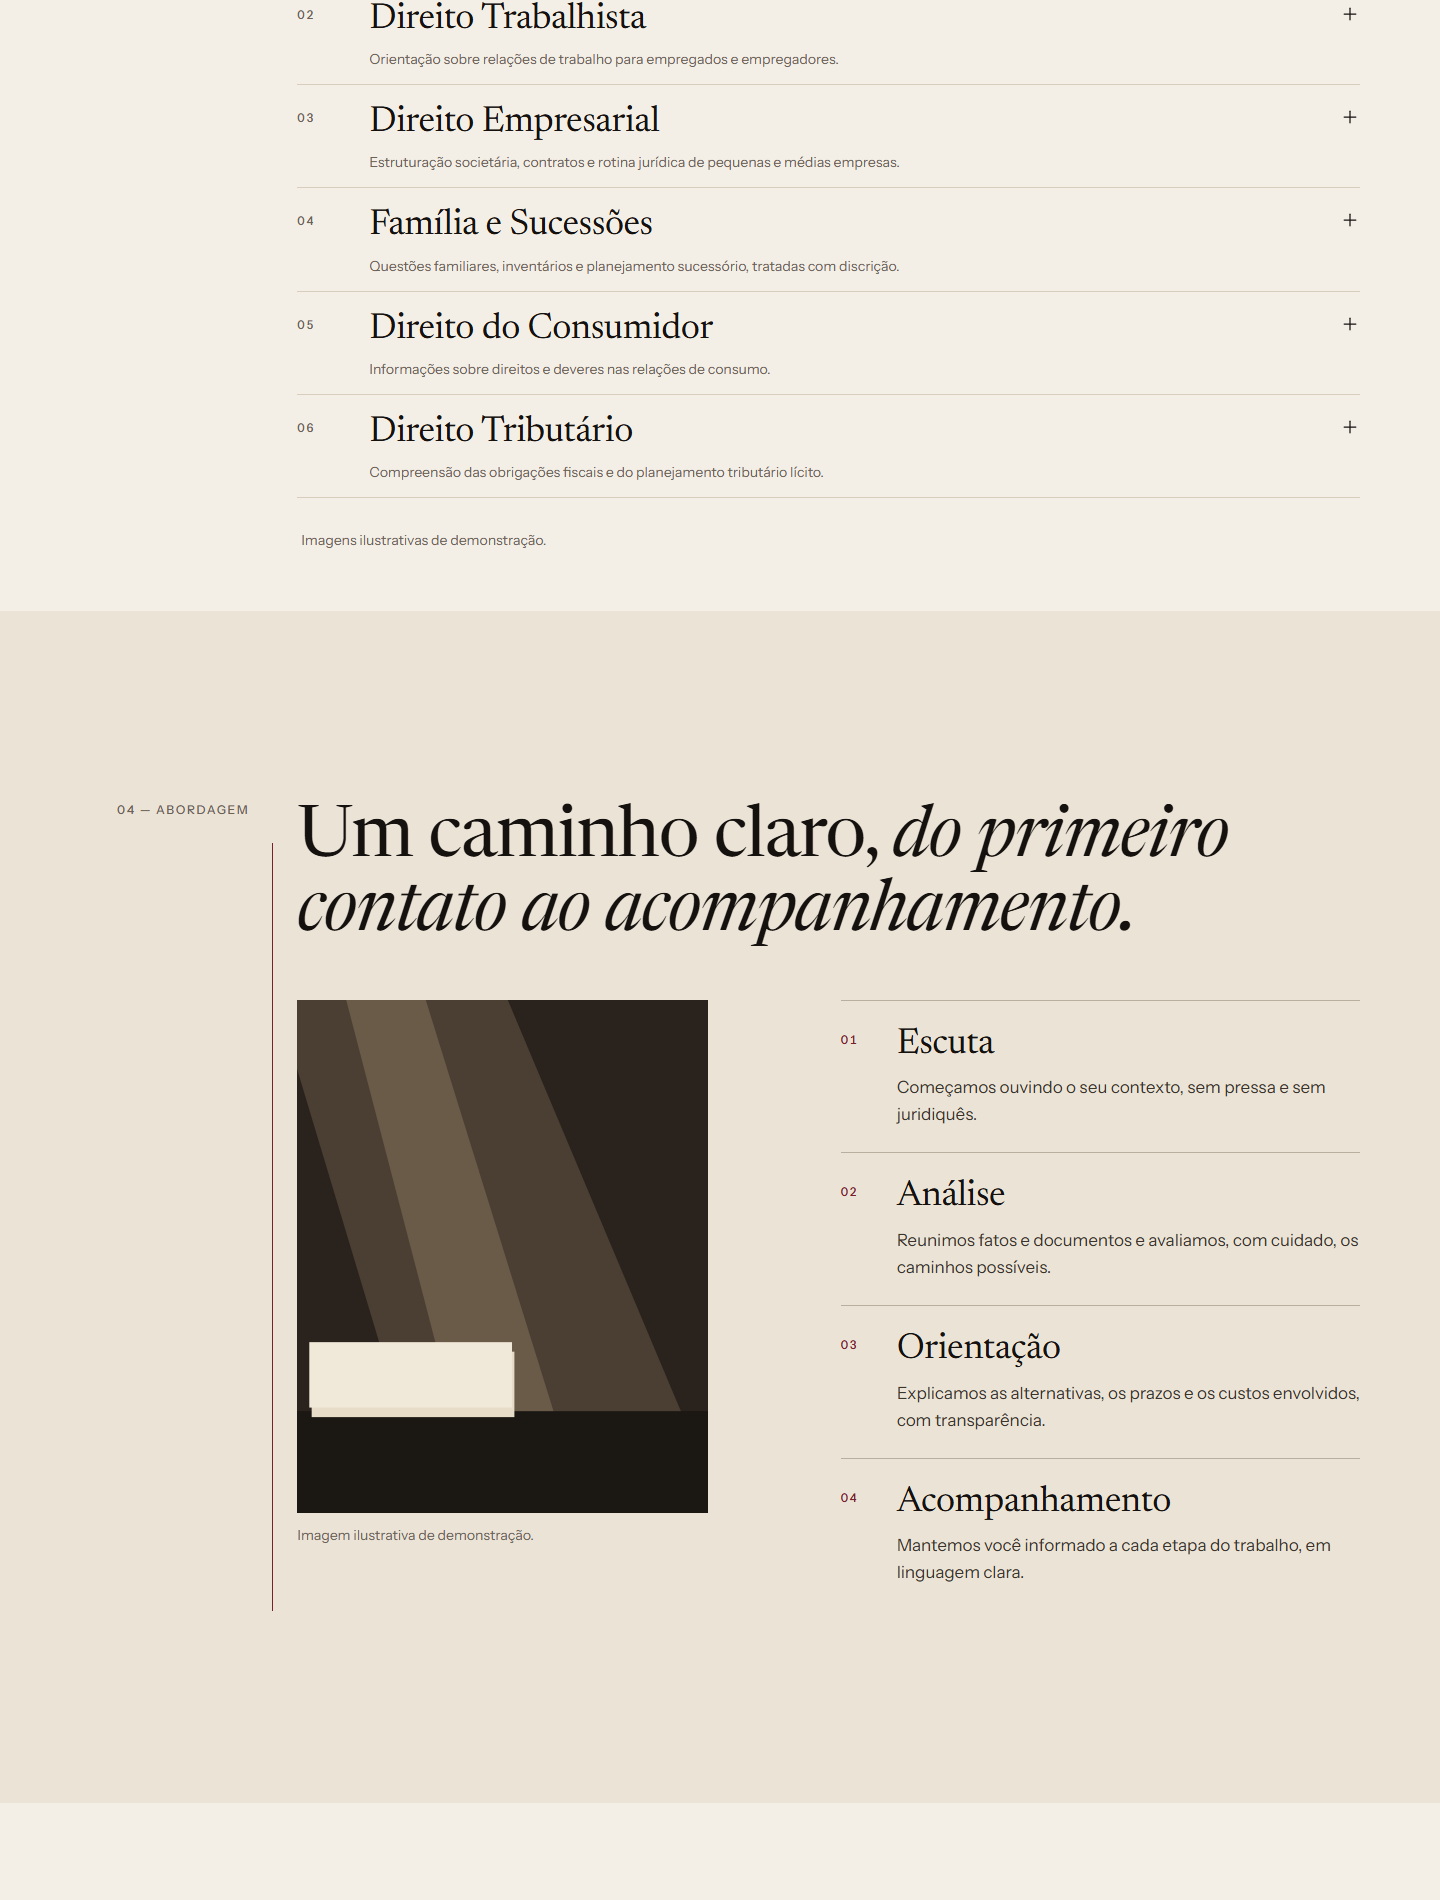 02
Direito Trabalhista
+
Orientação sobre relações de trabalho para empregados e empregadores.
03
Direito Empresarial
+
Estruturação societária, contratos e rotina jurídica de pequenas e médias empresas.
04
Família e Sucessões
+
Questões familiares, inventários e planejamento sucessório, tratadas com discrição.
05
Direito do Consumidor
+
Informações sobre direitos e deveres nas relações de consumo.
06
Direito Tributário
+
Compreensão das obrigações fiscais e do planejamento tributário lícito.
Imagens ilustrativas de demonstração.
04 — ABORDAGEM
Um caminho claro, do primeiro
contato ao acompanhamento.
Imagem ilustrativa de demonstração.
01
Escuta
Começamos ouvindo o seu contexto, sem pressa e sem
juridiquês.
02
Análise
Reunimos fatos e documentos e avaliamos, com cuidado, os
caminhos possíveis.
03
Orientação
Explicamos as alternativas, os prazos e os custos envolvidos,
com transparência.
04
Acompanhamento
Mantemos você informado a cada etapa do trabalho, em
linguagem clara.